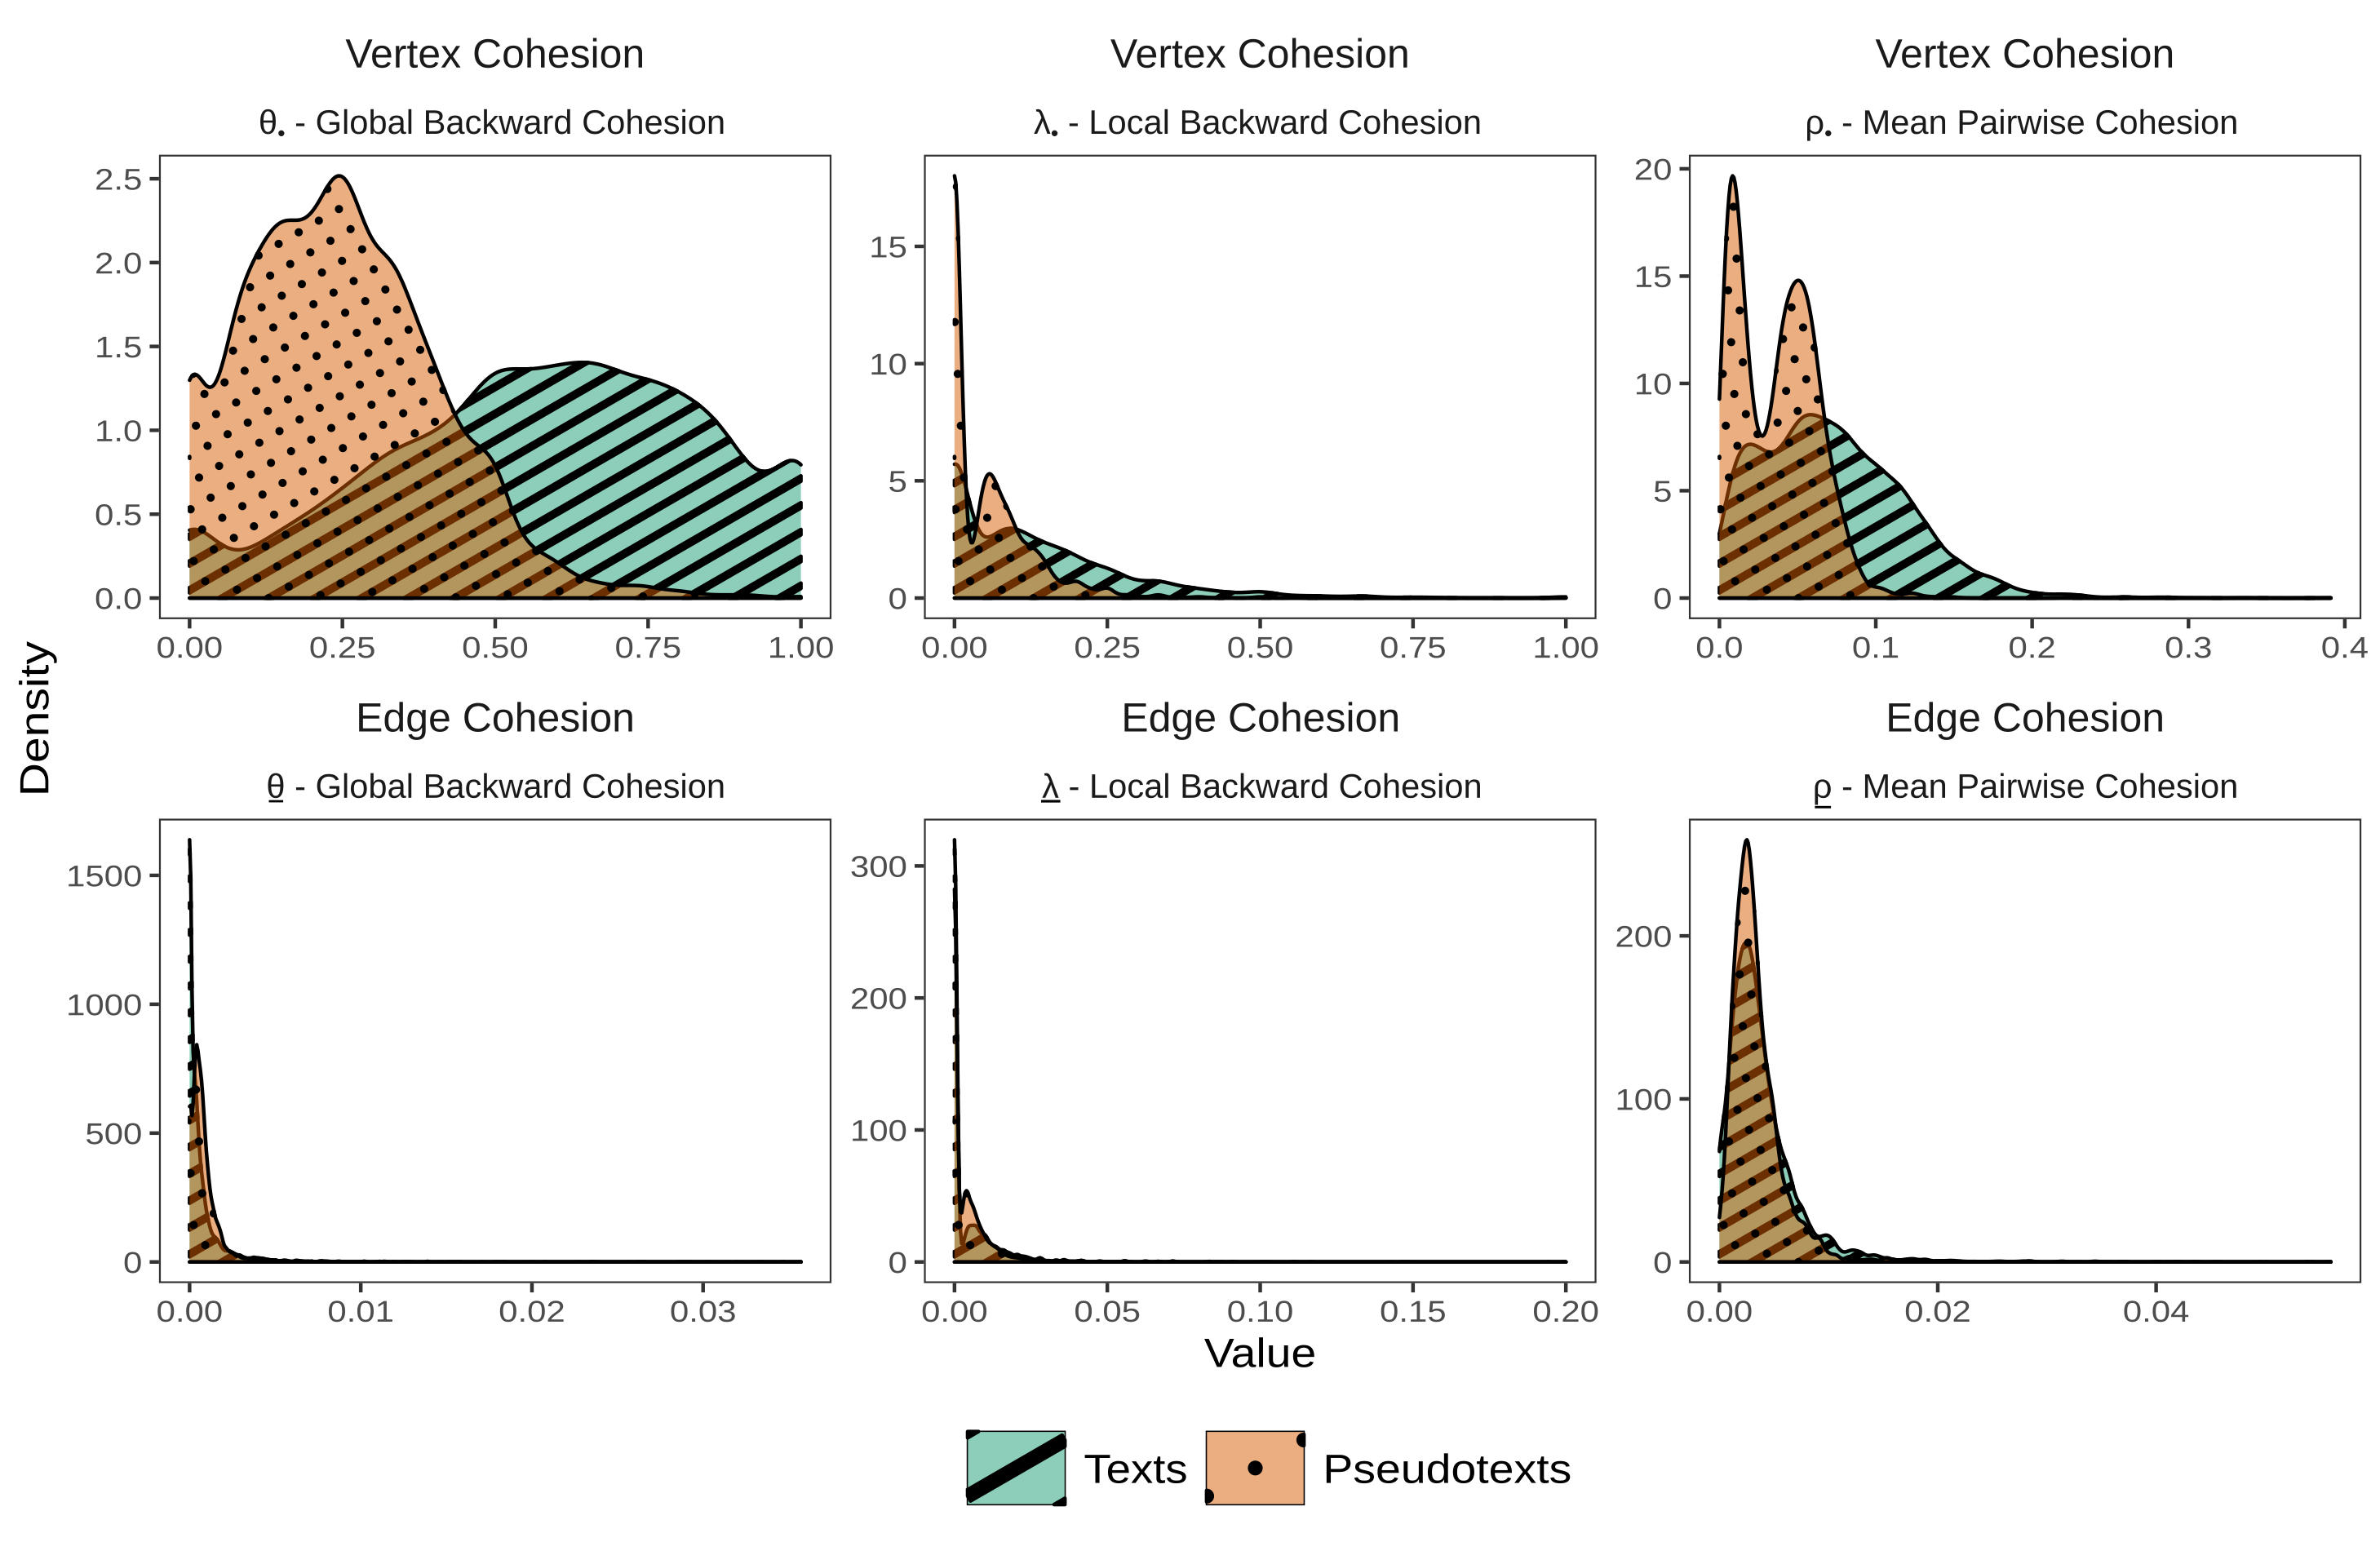 Vertex Cohesion
θ• - Global Backward Cohesion
2.5
2.0
1.5
1.0
0.5
0.0
0.00 0.25 0.50 0.75 1.00
Vertex Cohesion
λ• - Local Backward Cohesion
15
10
5
0
0.00 0.25 0.50 0.75 1.00
Vertex Cohesion
ρ• - Mean Pairwise Cohesion
20
15
10
5
0
0.0 0.1 0.2 0.3 0.4
Density
Edge Cohesion
θ̲ - Global Backward Cohesion
1500
1000
500
0
0.00 0.01 0.02 0.03
Edge Cohesion
λ̲ - Local Backward Cohesion
300
200
100
0
0.00 0.05 0.10 0.15 0.20
Edge Cohesion
ρ̲ - Mean Pairwise Cohesion
200
100
0
0.00 0.02 0.04
Value
Texts Pseudotexts